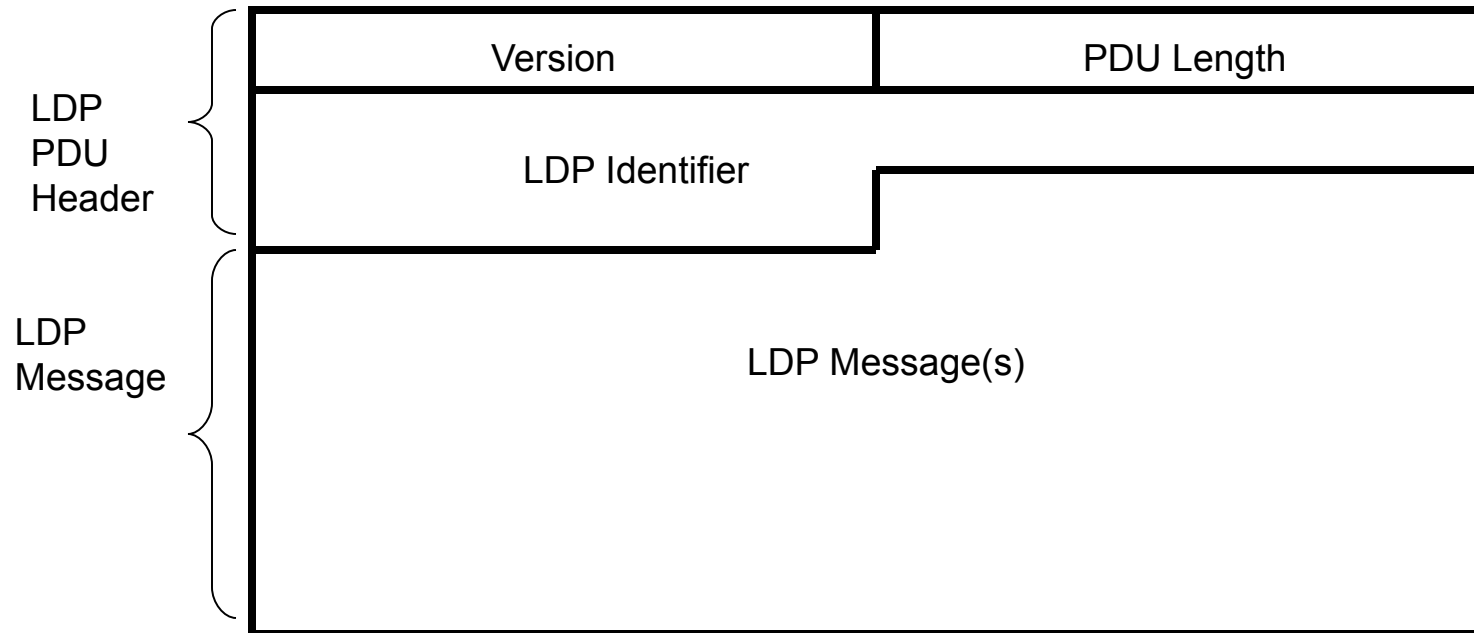 Version
PDU Length
LDP
PDU
Header
LDP Identifier
LDP
Message
LDP Message(s)